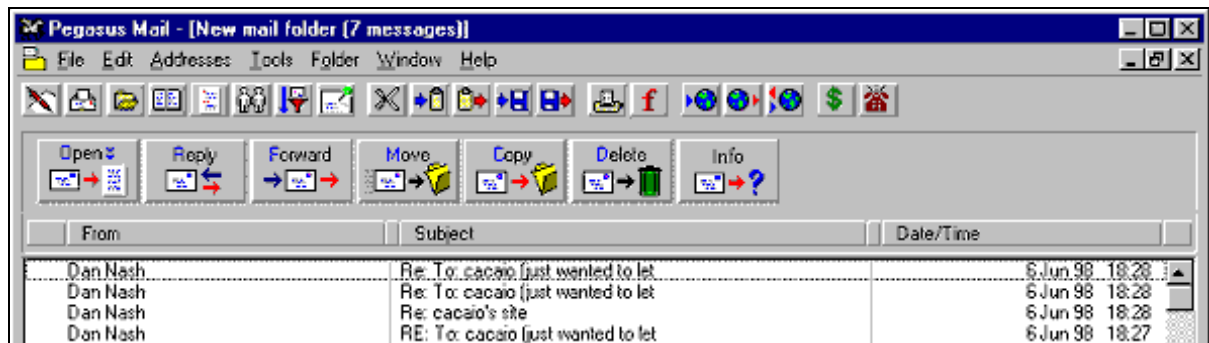 Pegasus Mail - [New mail folder (7 messages)]
File Edit Addresses Tools Folder Window Help
Open Reply Forward Move Copy Delete Info
From Subject Date/Time
Dan Nash Re: To: cacaio (just wanted to let 6 Jun 98 18:28
Dan Nash Re: To: cacaio (just wanted to let 6 Jun 98 18:28
Dan Nash Re: cacaio's site 6 Jun 98 18:28
Dan Nash RE: To: cacaio (just wanted to let 6 Jun 98 18:27